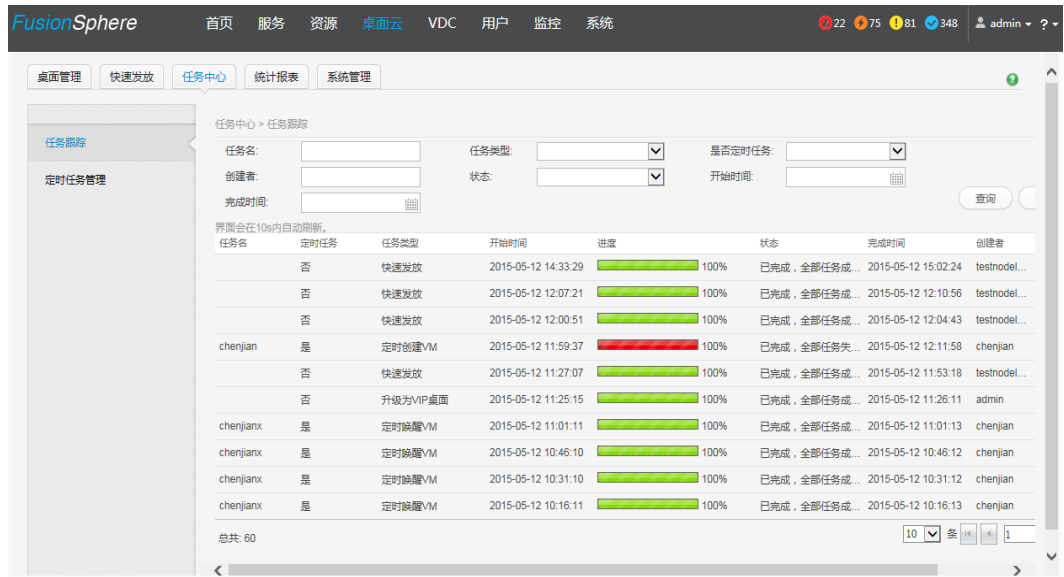 FusionSphere 首页 服务 资源 桌面云 VDC 用户 监控 系统 22 75 81 348 admin ?
桌面管理 快速发放 任务中心 统计报表 系统管理 ?
任务跟踪
定时任务管理
任务中心 > 任务跟踪
任务名: 任务类型: 是否定时任务:
创建者: 状态: 开始时间:
完成时间: 查询
界面会在10s内自动刷新。
任务名 定时任务 任务类型 开始时间 进度 状态 完成时间 创建者
否 快速发放 2015-05-12 14:33:29 100% 已完成，全部任务成... 2015-05-12 15:02:24 testnodel...
否 快速发放 2015-05-12 12:07:21 100% 已完成，全部任务成... 2015-05-12 12:10:56 testnodel...
否 快速发放 2015-05-12 12:00:51 100% 已完成，全部任务成... 2015-05-12 12:04:43 testnodel...
chenjian 是 定时创建VM 2015-05-12 11:59:37 100% 已完成，全部任务失... 2015-05-12 12:11:58 chenjian
否 快速发放 2015-05-12 11:27:07 100% 已完成，全部任务成... 2015-05-12 11:53:18 testnodel...
否 升级为VIP桌面 2015-05-12 11:25:15 100% 已完成，全部任务成... 2015-05-12 11:26:11 admin
chenjianx 是 定时唤醒VM 2015-05-12 11:01:11 100% 已完成，全部任务成... 2015-05-12 11:01:13 chenjian
chenjianx 是 定时唤醒VM 2015-05-12 10:46:10 100% 已完成，全部任务成... 2015-05-12 10:46:12 chenjian
chenjianx 是 定时唤醒VM 2015-05-12 10:31:10 100% 已完成，全部任务成... 2015-05-12 10:31:12 chenjian
chenjianx 是 定时唤醒VM 2015-05-12 10:16:11 100% 已完成，全部任务成... 2015-05-12 10:16:13 chenjian
总共: 60 10 条 1